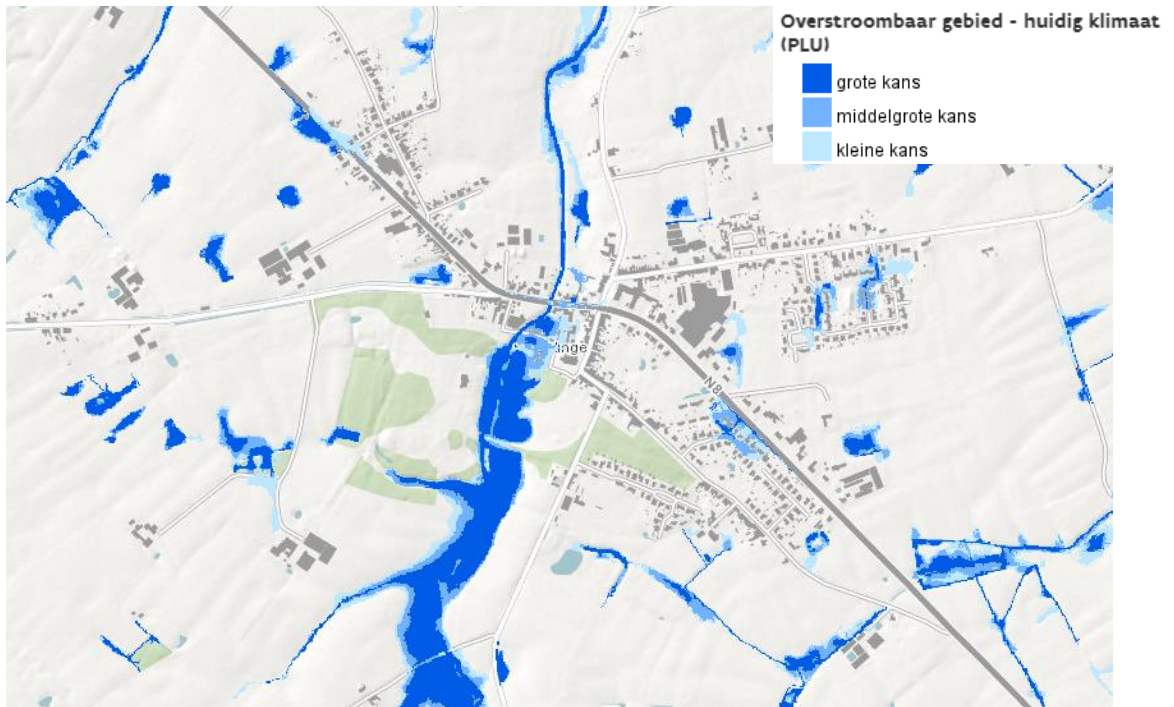 Overstroombaar gebied - huidig klimaat
(PLU)
grote kans
middelgrote kans
kleine kans
N8